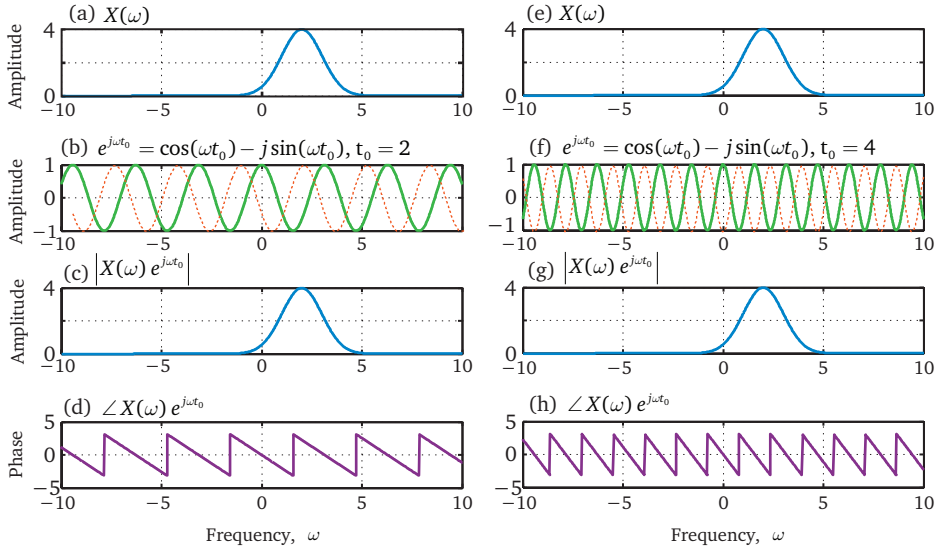 (a) X(ω)
Amplitude
4
0
−10 −5 0 5 10
(b) e^{jωt₀} = cos(ωt₀) − j sin(ωt₀), t₀ = 2
Amplitude
1
0
−1
−10 −5 0 5 10
(c) |X(ω) e^{jωt₀}|
Amplitude
4
0
−10 −5 0 5 10
(d) ∠X(ω) e^{jωt₀}
Phase
5
0
−5
−10 −5 0 5 10
Frequency, ω
(e) X(ω)
4
0
−10 −5 0 5 10
(f) e^{jωt₀} = cos(ωt₀) − j sin(ωt₀), t₀ = 4
1
0
−1
−10 −5 0 5 10
(g) |X(ω) e^{jωt₀}|
4
0
−10 −5 0 5 10
(h) ∠X(ω) e^{jωt₀}
5
0
−5
−10 −5 0 5 10
Frequency, ω